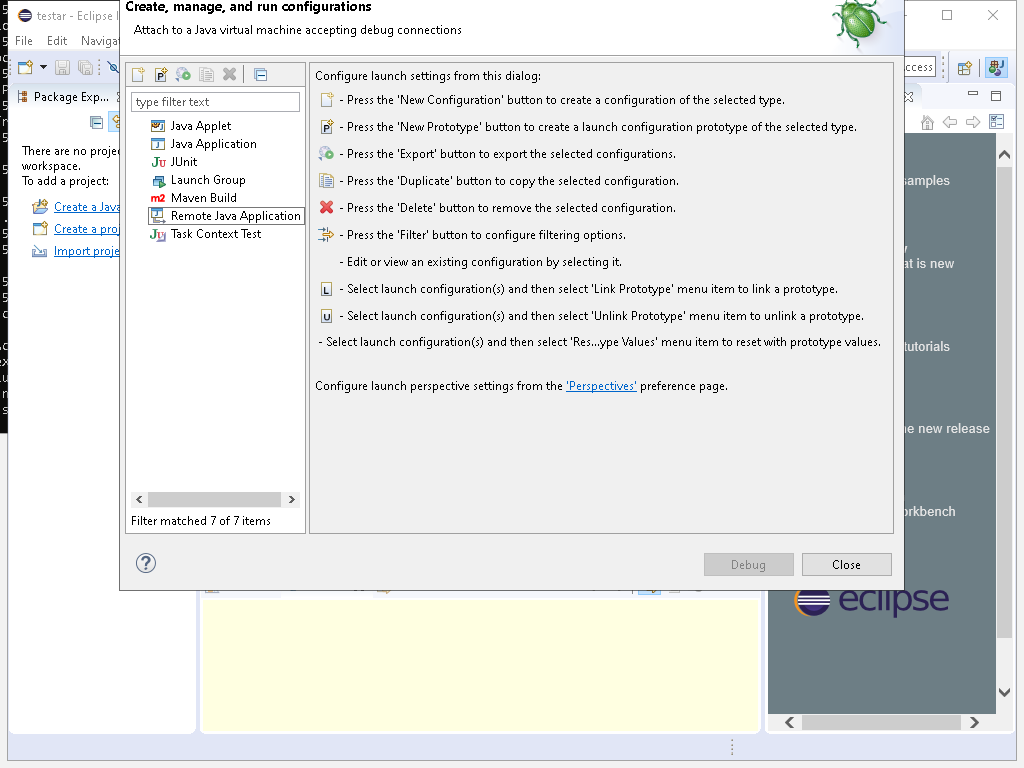 testar - Eclipse
Create, manage, and run configurations
Attach to a Java virtual machine accepting debug connections
File Edit Navigat
Package Exp...
type filter text
Java Applet
Java Application
JUnit
Launch Group
Maven Build
Remote Java Application
Task Context Test
Filter matched 7 of 7 items
Configure launch settings from this dialog:
- Press the 'New Configuration' button to create a configuration of the selected type.
- Press the 'New Prototype' button to create a launch configuration prototype of the selected type.
- Press the 'Export' button to export the selected configurations.
- Press the 'Duplicate' button to copy the selected configuration.
- Press the 'Delete' button to remove the selected configuration.
- Press the 'Filter' button to configure filtering options.
- Edit or view an existing configuration by selecting it.
- Select launch configuration(s) and then select 'Link Prototype' menu item to link a prototype.
- Select launch configuration(s) and then select 'Unlink Prototype' menu item to unlink a prototype.
- Select launch configuration(s) and then select 'Res...ype Values' menu item to reset with prototype values.
Configure launch perspective settings from the 'Perspectives' preference page.
Debug
Close
There are no projec
workspace.
To add a project:
Create a Java
Create a proj
Import proje
ccess
samples
at is new
tutorials
e new release
orkbench
eclipse